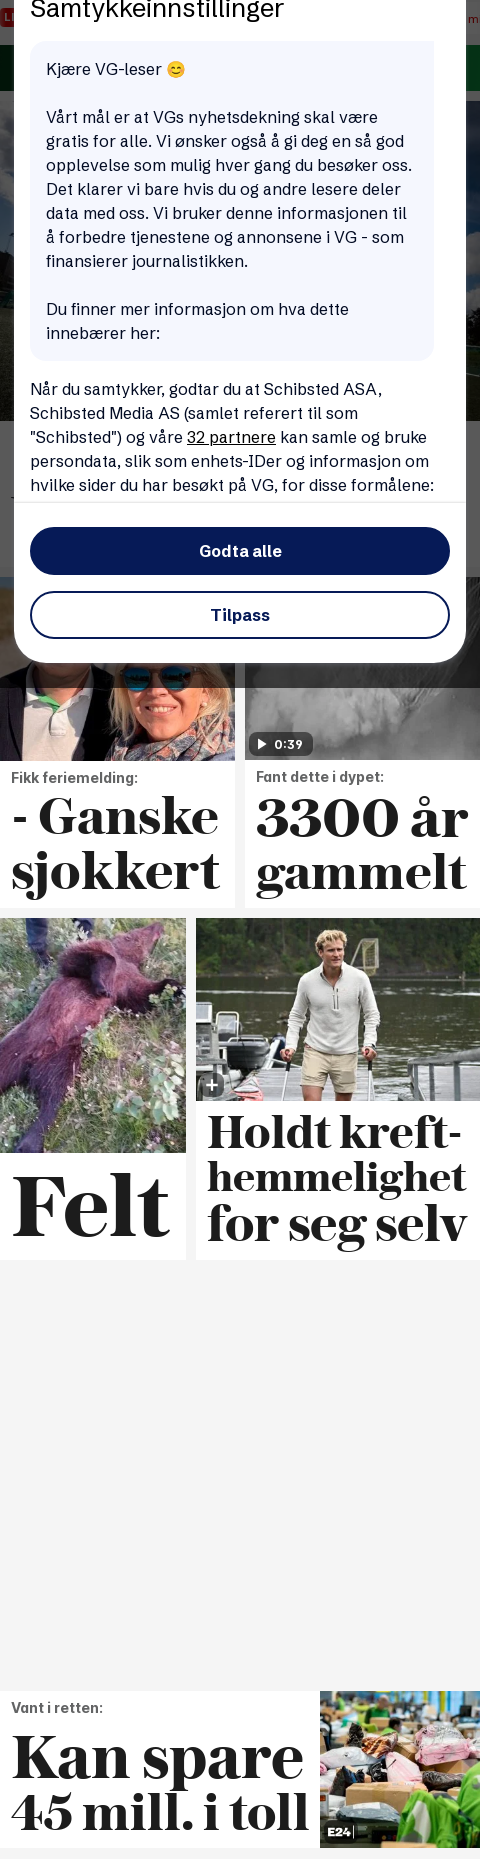 Samtykkeinnstillinger
Kjære VG-leser 😊
Vårt mål er at VGs nyhetsdekning skal være
gratis for alle. Vi ønsker også å gi deg en så god
opplevelse som mulig hver gang du besøker oss.
Det klarer vi bare hvis du og andre lesere deler
data med oss. Vi bruker denne informasjonen til
å forbedre tjenestene og annonsene i VG - som
finansierer journalistikken.
Du finner mer informasjon om hva dette
innebærer her:
Når du samtykker, godtar du at Schibsted ASA,
Schibsted Media AS (samlet referert til som
"Schibsted") og våre 32 partnere kan samle og bruke
persondata, slik som enhets-IDer og informasjon om
hvilke sider du har besøkt på VG, for disse formålene:
Godta alle
Tilpass
0:39
Fikk feriemelding:
- Ganske
sjokkert
Fant dette i dypet:
3300 år
gammelt
Felt
Holdt kreft-
hemmelighet
for seg selv
Vant i retten:
Kan spare
45 mill. i toll
E24